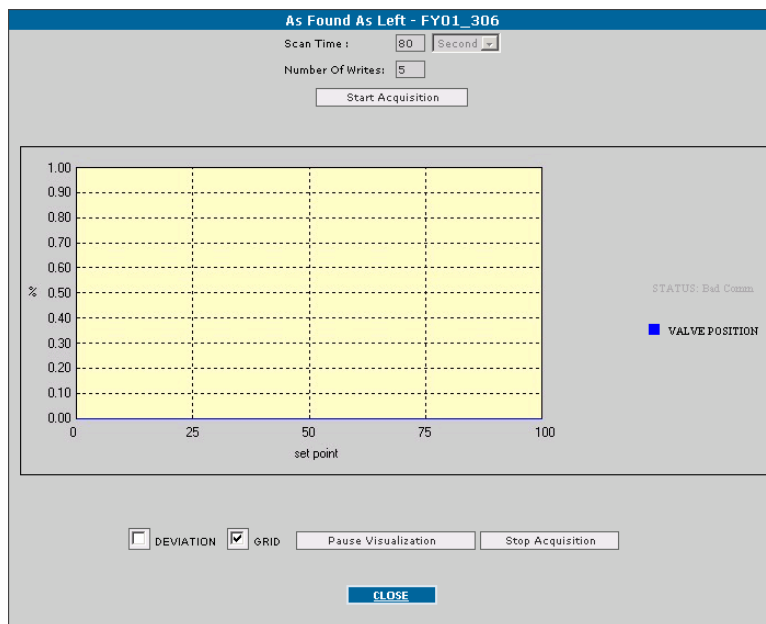 As Found As Left - FY01_306
Scan Time : 80 Second
Number Of Writes: 5
Start Acquisition
1.00
0.90
0.80
0.70
0.60
% 0.50
STATUS: Bad Comm
0.40
VALVE POSITION
0.30
0.20
0.10
0.00
0 25 50 75 100
set point
DEVIATION GRID Pause Visualization Stop Acquisition
CLOSE